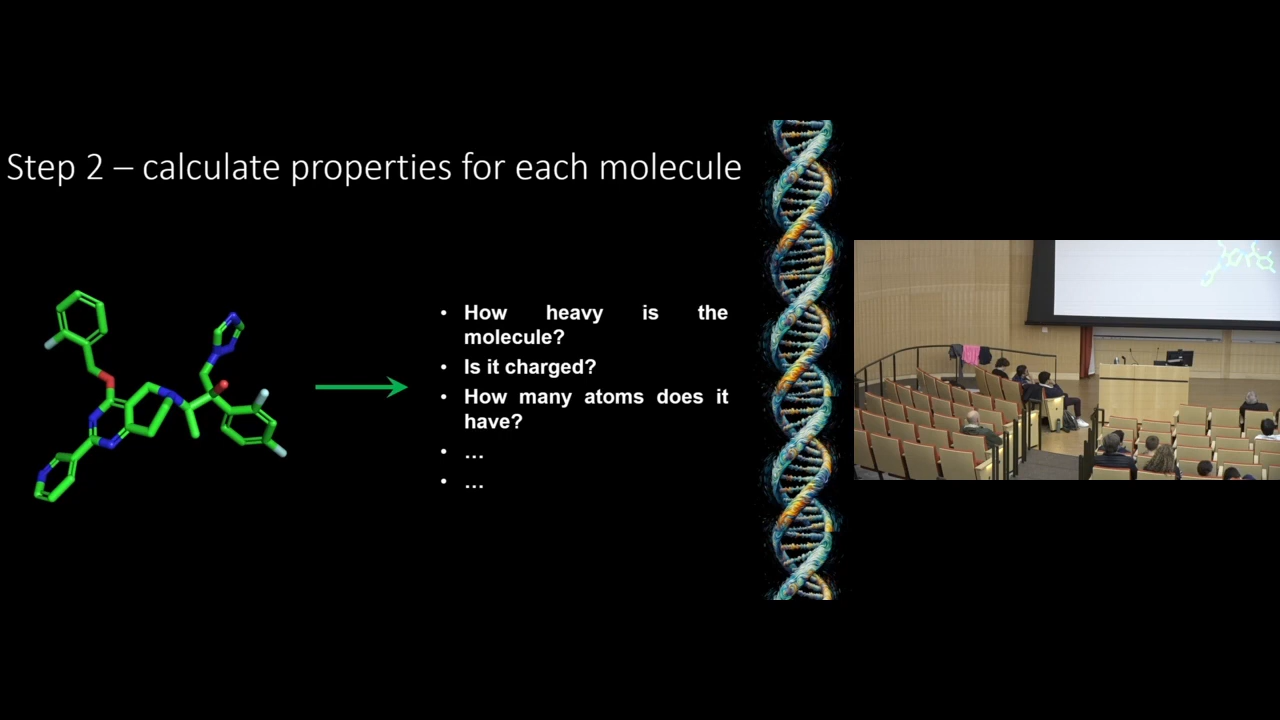 Step 2 – calculate properties for each molecule
• How heavy is the
molecule?
• Is it charged?
• How many atoms does it
have?
• ...
• ...